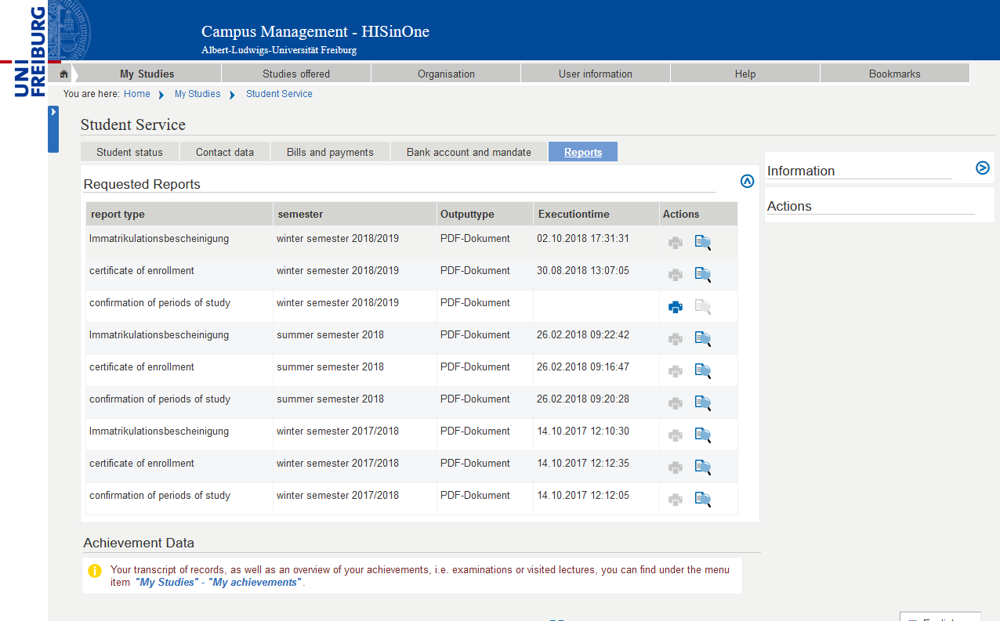 UNI
FREIBURG
Campus Management - HISinOne
Albert-Ludwigs-Universität Freiburg
My Studies Studies offered Organisation User information Help Bookmarks
You are here: Home My Studies Student Service
Student Service
Student status Contact data Bills and payments Bank account and mandate Reports
Information
Actions
Requested Reports
report type semester Outputtype Executiontime Actions
Immatrikulationsbescheinigung winter semester 2018/2019 PDF-Dokument 02.10.2018 17:31:31
certificate of enrollment winter semester 2018/2019 PDF-Dokument 30.08.2018 13:07:05
confirmation of periods of study winter semester 2018/2019 PDF-Dokument
Immatrikulationsbescheinigung summer semester 2018 PDF-Dokument 26.02.2018 09:22:42
certificate of enrollment summer semester 2018 PDF-Dokument 26.02.2018 09:16:47
confirmation of periods of study summer semester 2018 PDF-Dokument 26.02.2018 09:20:28
Immatrikulationsbescheinigung winter semester 2017/2018 PDF-Dokument 14.10.2017 12:10:30
certificate of enrollment winter semester 2017/2018 PDF-Dokument 14.10.2017 12:12:35
confirmation of periods of study winter semester 2017/2018 PDF-Dokument 14.10.2017 12:12:05
Achievement Data
Your transcript of records, as well as an overview of your achievements, i.e. examinations or visited lectures, you can find under the menu
item "My Studies" - "My achievements".